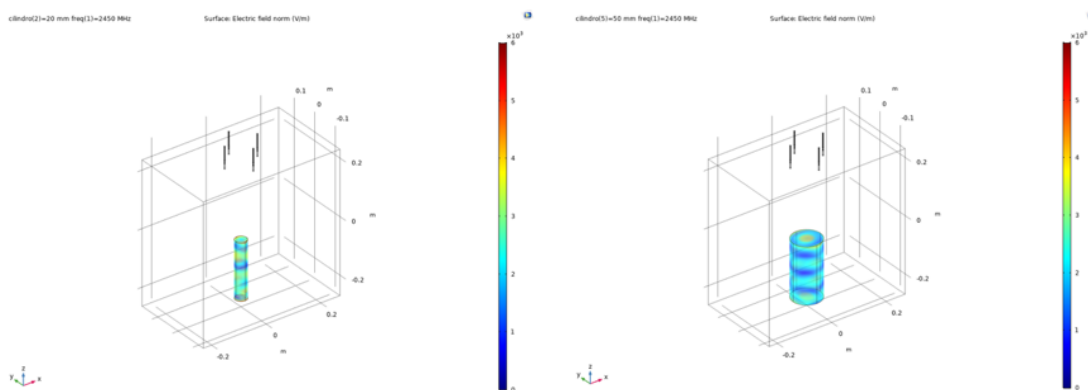 cilindro(2)=20 mm freq(1)=2450 MHz
Surface: Electric field norm (V/m)
×10³
6
5
4
3
2
1
0
0.1
m
0
-0.1
0.2
m
0
-0.2
0.2
0
m
-0.2
z
y
x
cilindro(5)=50 mm freq(1)=2450 MHz
Surface: Electric field norm (V/m)
×10³
6
5
4
3
2
1
0
0.1
m
0
-0.1
0.2
m
0
-0.2
0.2
0
m
-0.2
z
y
x